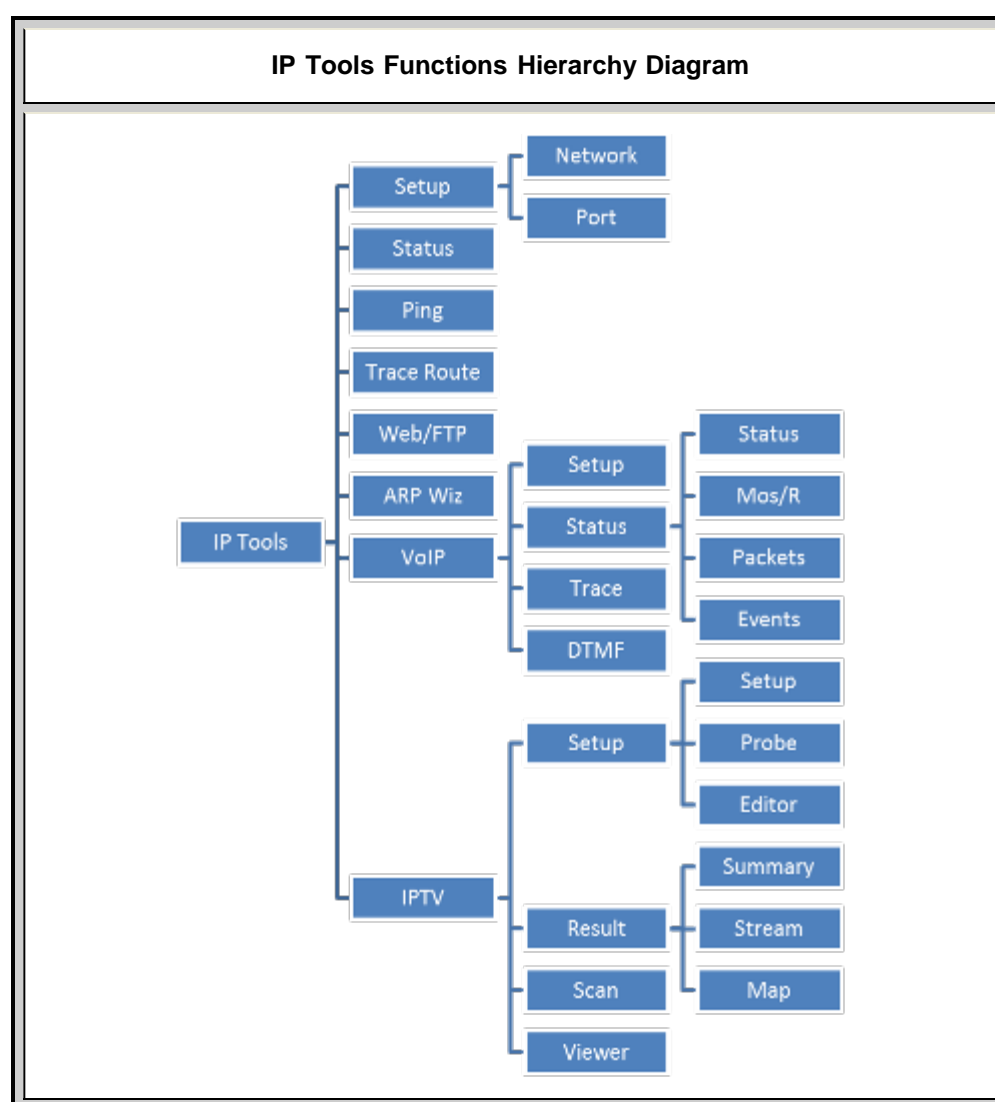 IP Tools Functions Hierarchy Diagram
IP Tools
Setup
Network
Port
Status
Ping
Trace Route
Web/FTP
ARP Wiz
VoIP
Setup
Status
Status
Mos/R
Packets
Events
Trace
DTMF
IPTV
Setup
Setup
Probe
Editor
Result
Summary
Stream
Map
Scan
Viewer